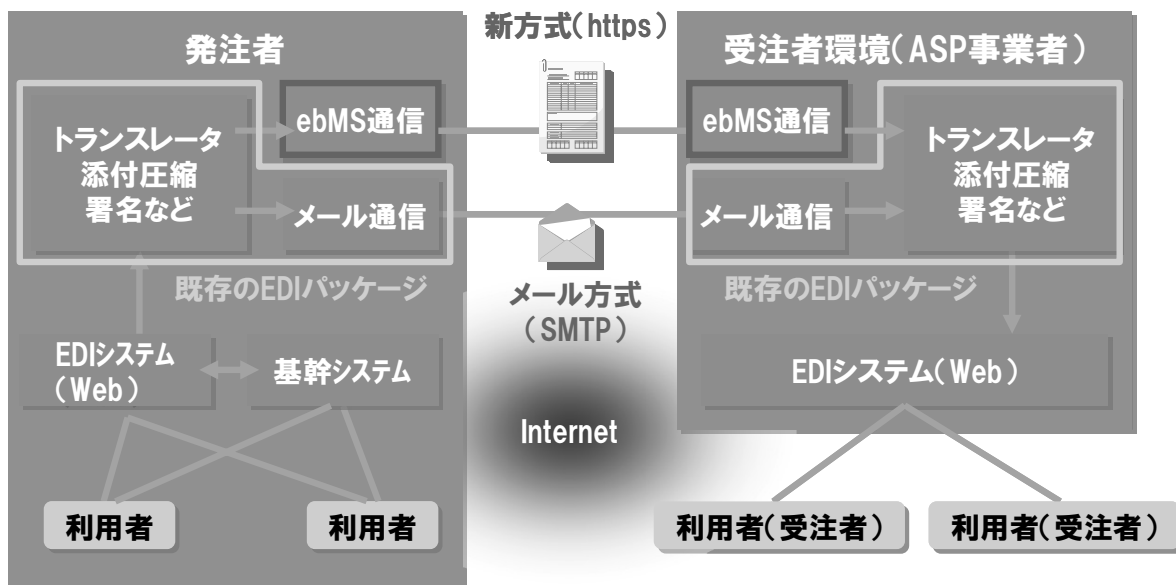 新方式(https)
発注者
受注者環境(ASP事業者)
トランスレータ
添付圧縮
署名など
ebMS通信
メール通信
既存のEDIパッケージ
ebMS通信
メール通信
トランスレータ
添付圧縮
署名など
既存のEDIパッケージ
メール方式
(SMTP)
EDIシステム
(Web)
基幹システム
Internet
EDIシステム(Web)
利用者
利用者
利用者(受注者)
利用者(受注者)